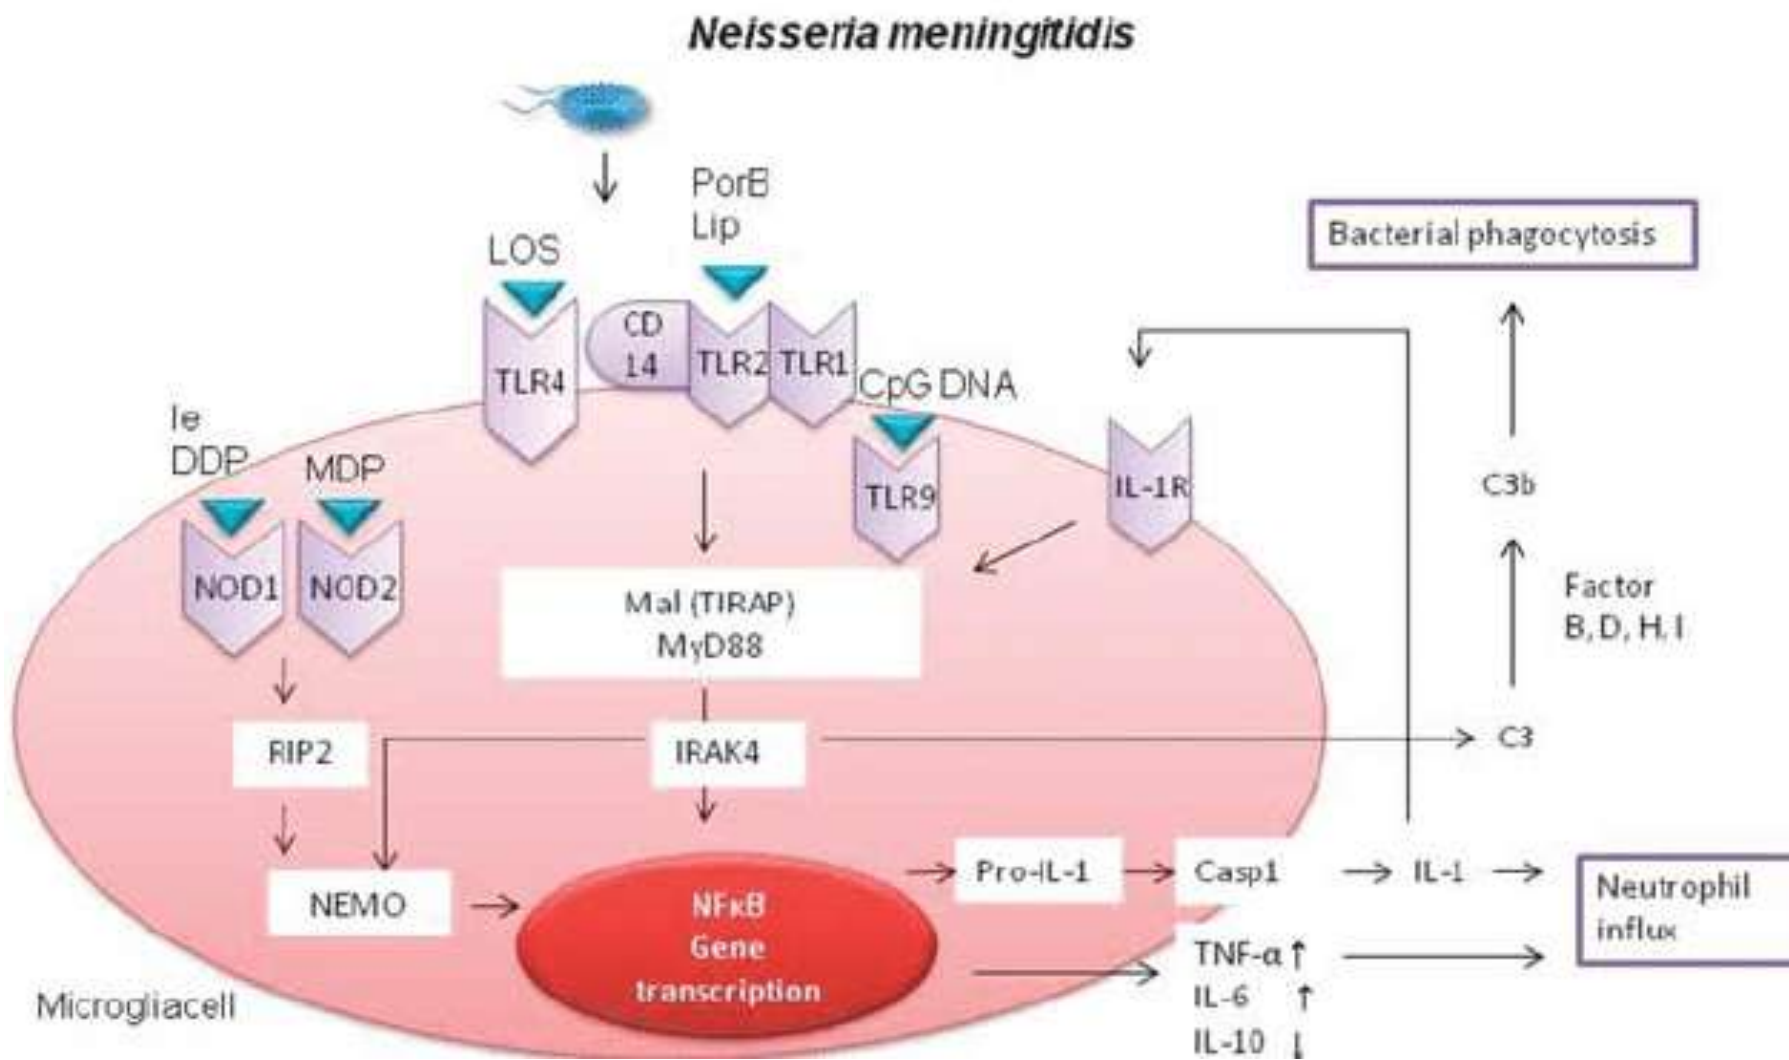 Neisseria meningitidis
PorB
Lip
LOS
CD
14
TLR4
TLR2
TLR1
CpG DNA
TLR9
IL-1R
Ie
DDP
MDP
NOD1
NOD2
Mal (TIRAP)
MyD88
RIP2
IRAK4
NEMO
NFκB
Gene
transcription
Microgliacell
Pro-IL-1
Casp1
IL-1
TNF-α ↑
IL-6 ↑
IL-10 ↓
Bacterial phagocytosis
C3b
Factor
B, D, H, I
C3
Neutrophil
influx